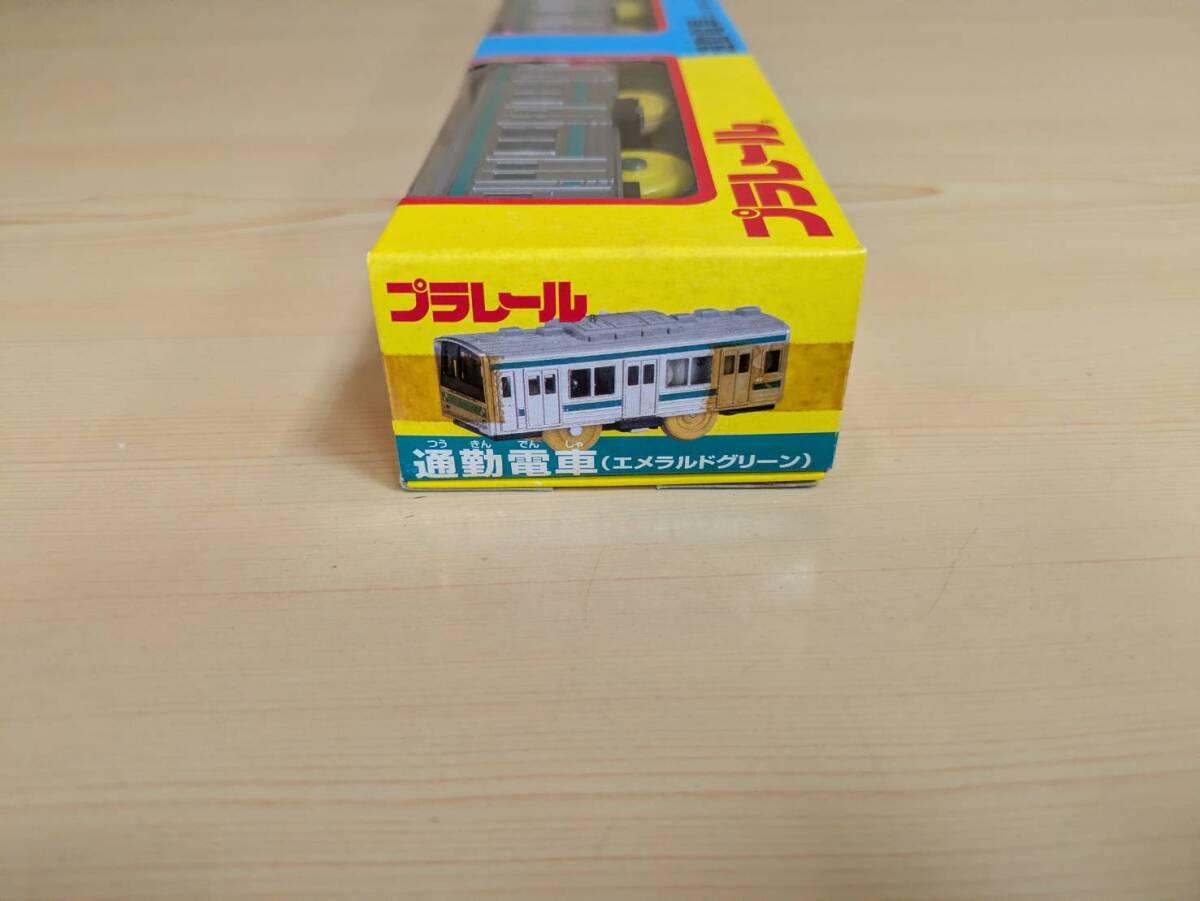 プラレール
プラレール
つう きん でん しゃ
通勤電車(エメラルドグリーン)